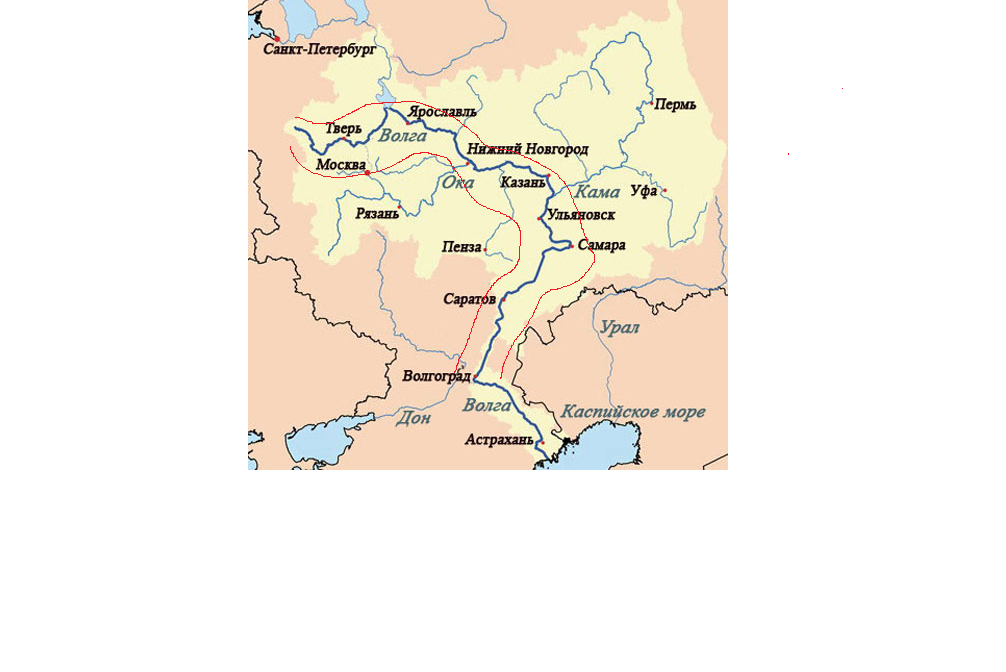 Санкт-Петербург
Пермь
Ярославль
Тверь
Волга
Нижний Новгород
Москва
Ока
Казань
Кама
Уфа
Рязань
Ульяновск
Пенза
Самара
Саратов
Урал
Волгоград
Волга
Дон
Каспийское море
Астрахань